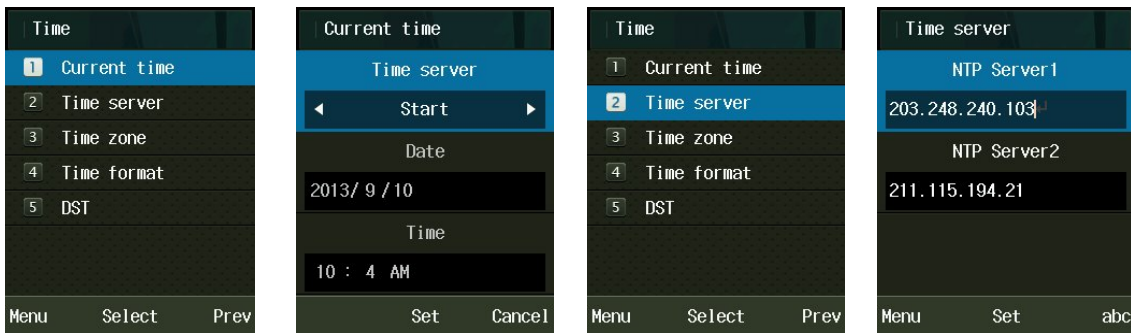 Time
1 Current time
2 Time server
3 Time zone
4 Time format
5 DST
Menu Select Prev
Current time
Time server
Start
Date
2013/ 9 /10
Time
10 : 4 AM
Set Cancel
Time
1 Current time
2 Time server
3 Time zone
4 Time format
5 DST
Menu Select Prev
Time server
NTP Server1
203.248.240.103
NTP Server2
211.115.194.21
Menu Set abc